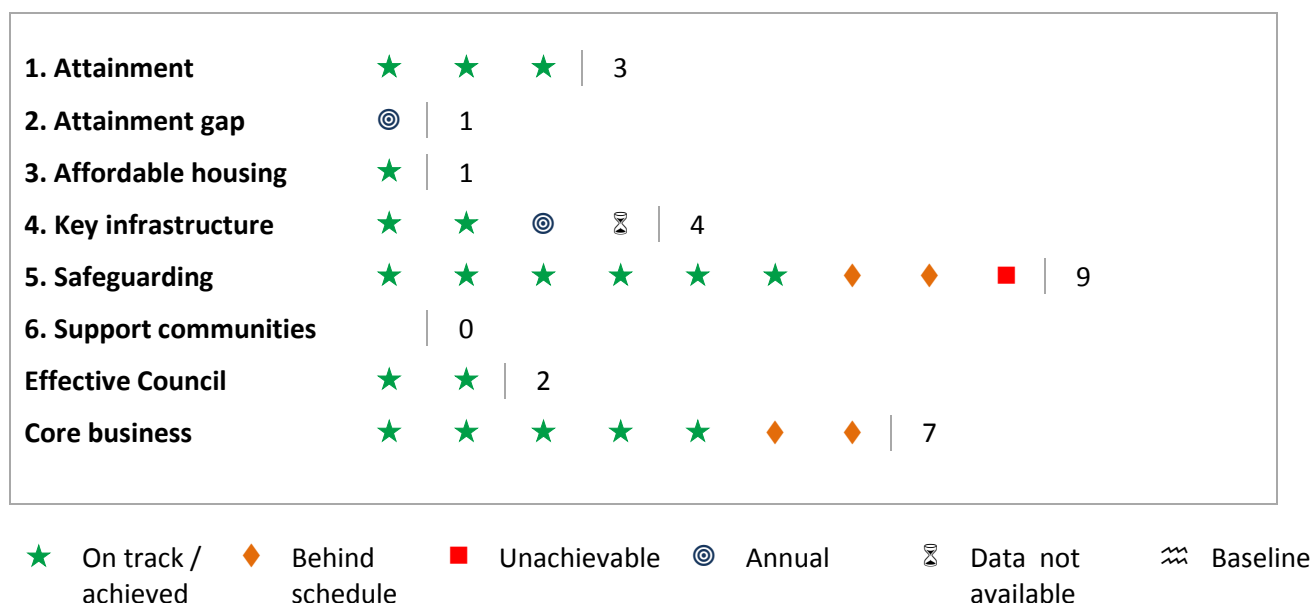 1. Attainment ★ ★ ★ 3
2. Attainment gap 1
3. Affordable housing ★ 1
4. Key infrastructure ★ ★ 4
5. Safeguarding ★ ★ ★ ★ ★ ★ ♦ ♦ ■ 9
6. Support communities 0
Effective Council ★ ★ 2
Core business ★ ★ ★ ★ ★ ♦ ♦ 7
★ On track / ♦ Behind ■ Unachievable Annual Data not Baseline
achieved schedule available